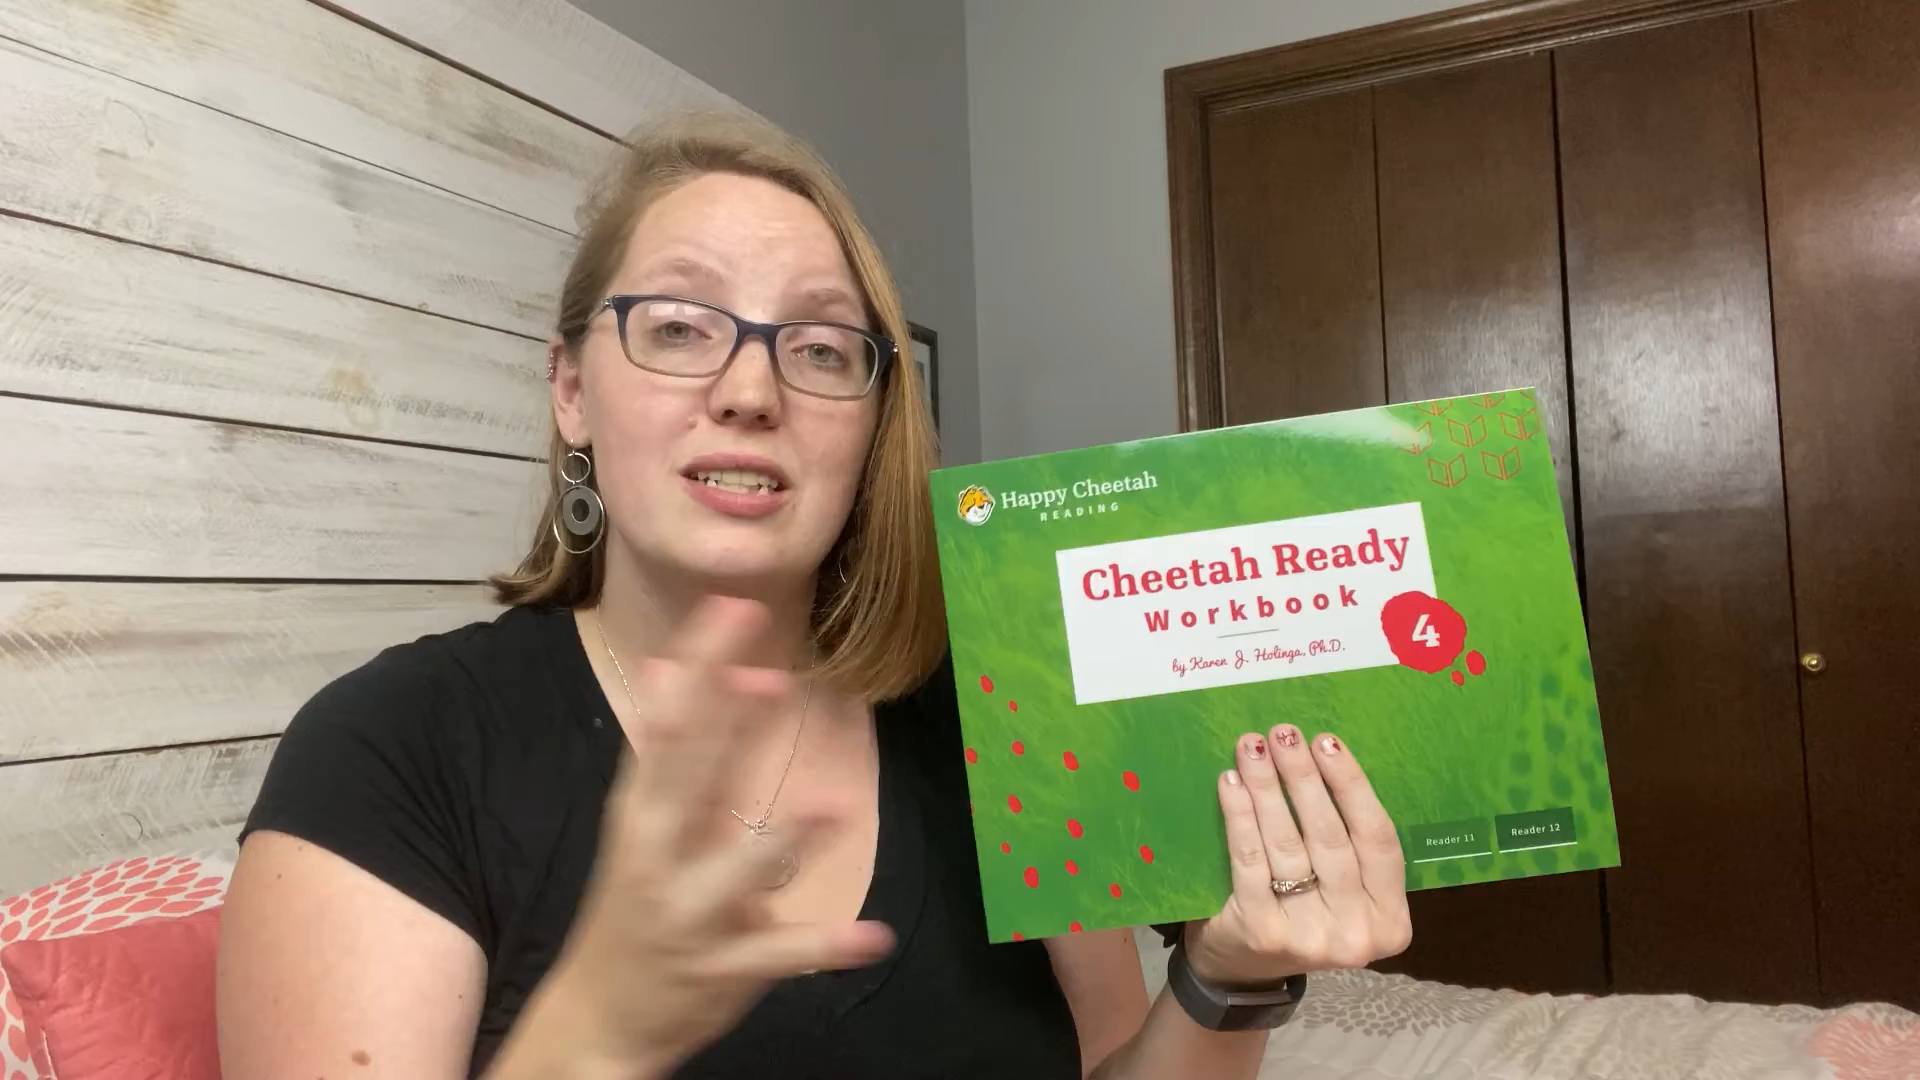 Happy Cheetah
READING
Cheetah Ready
Workbook
4
by Karen J. Holinga, Ph.D.
Reader 11
Reader 12